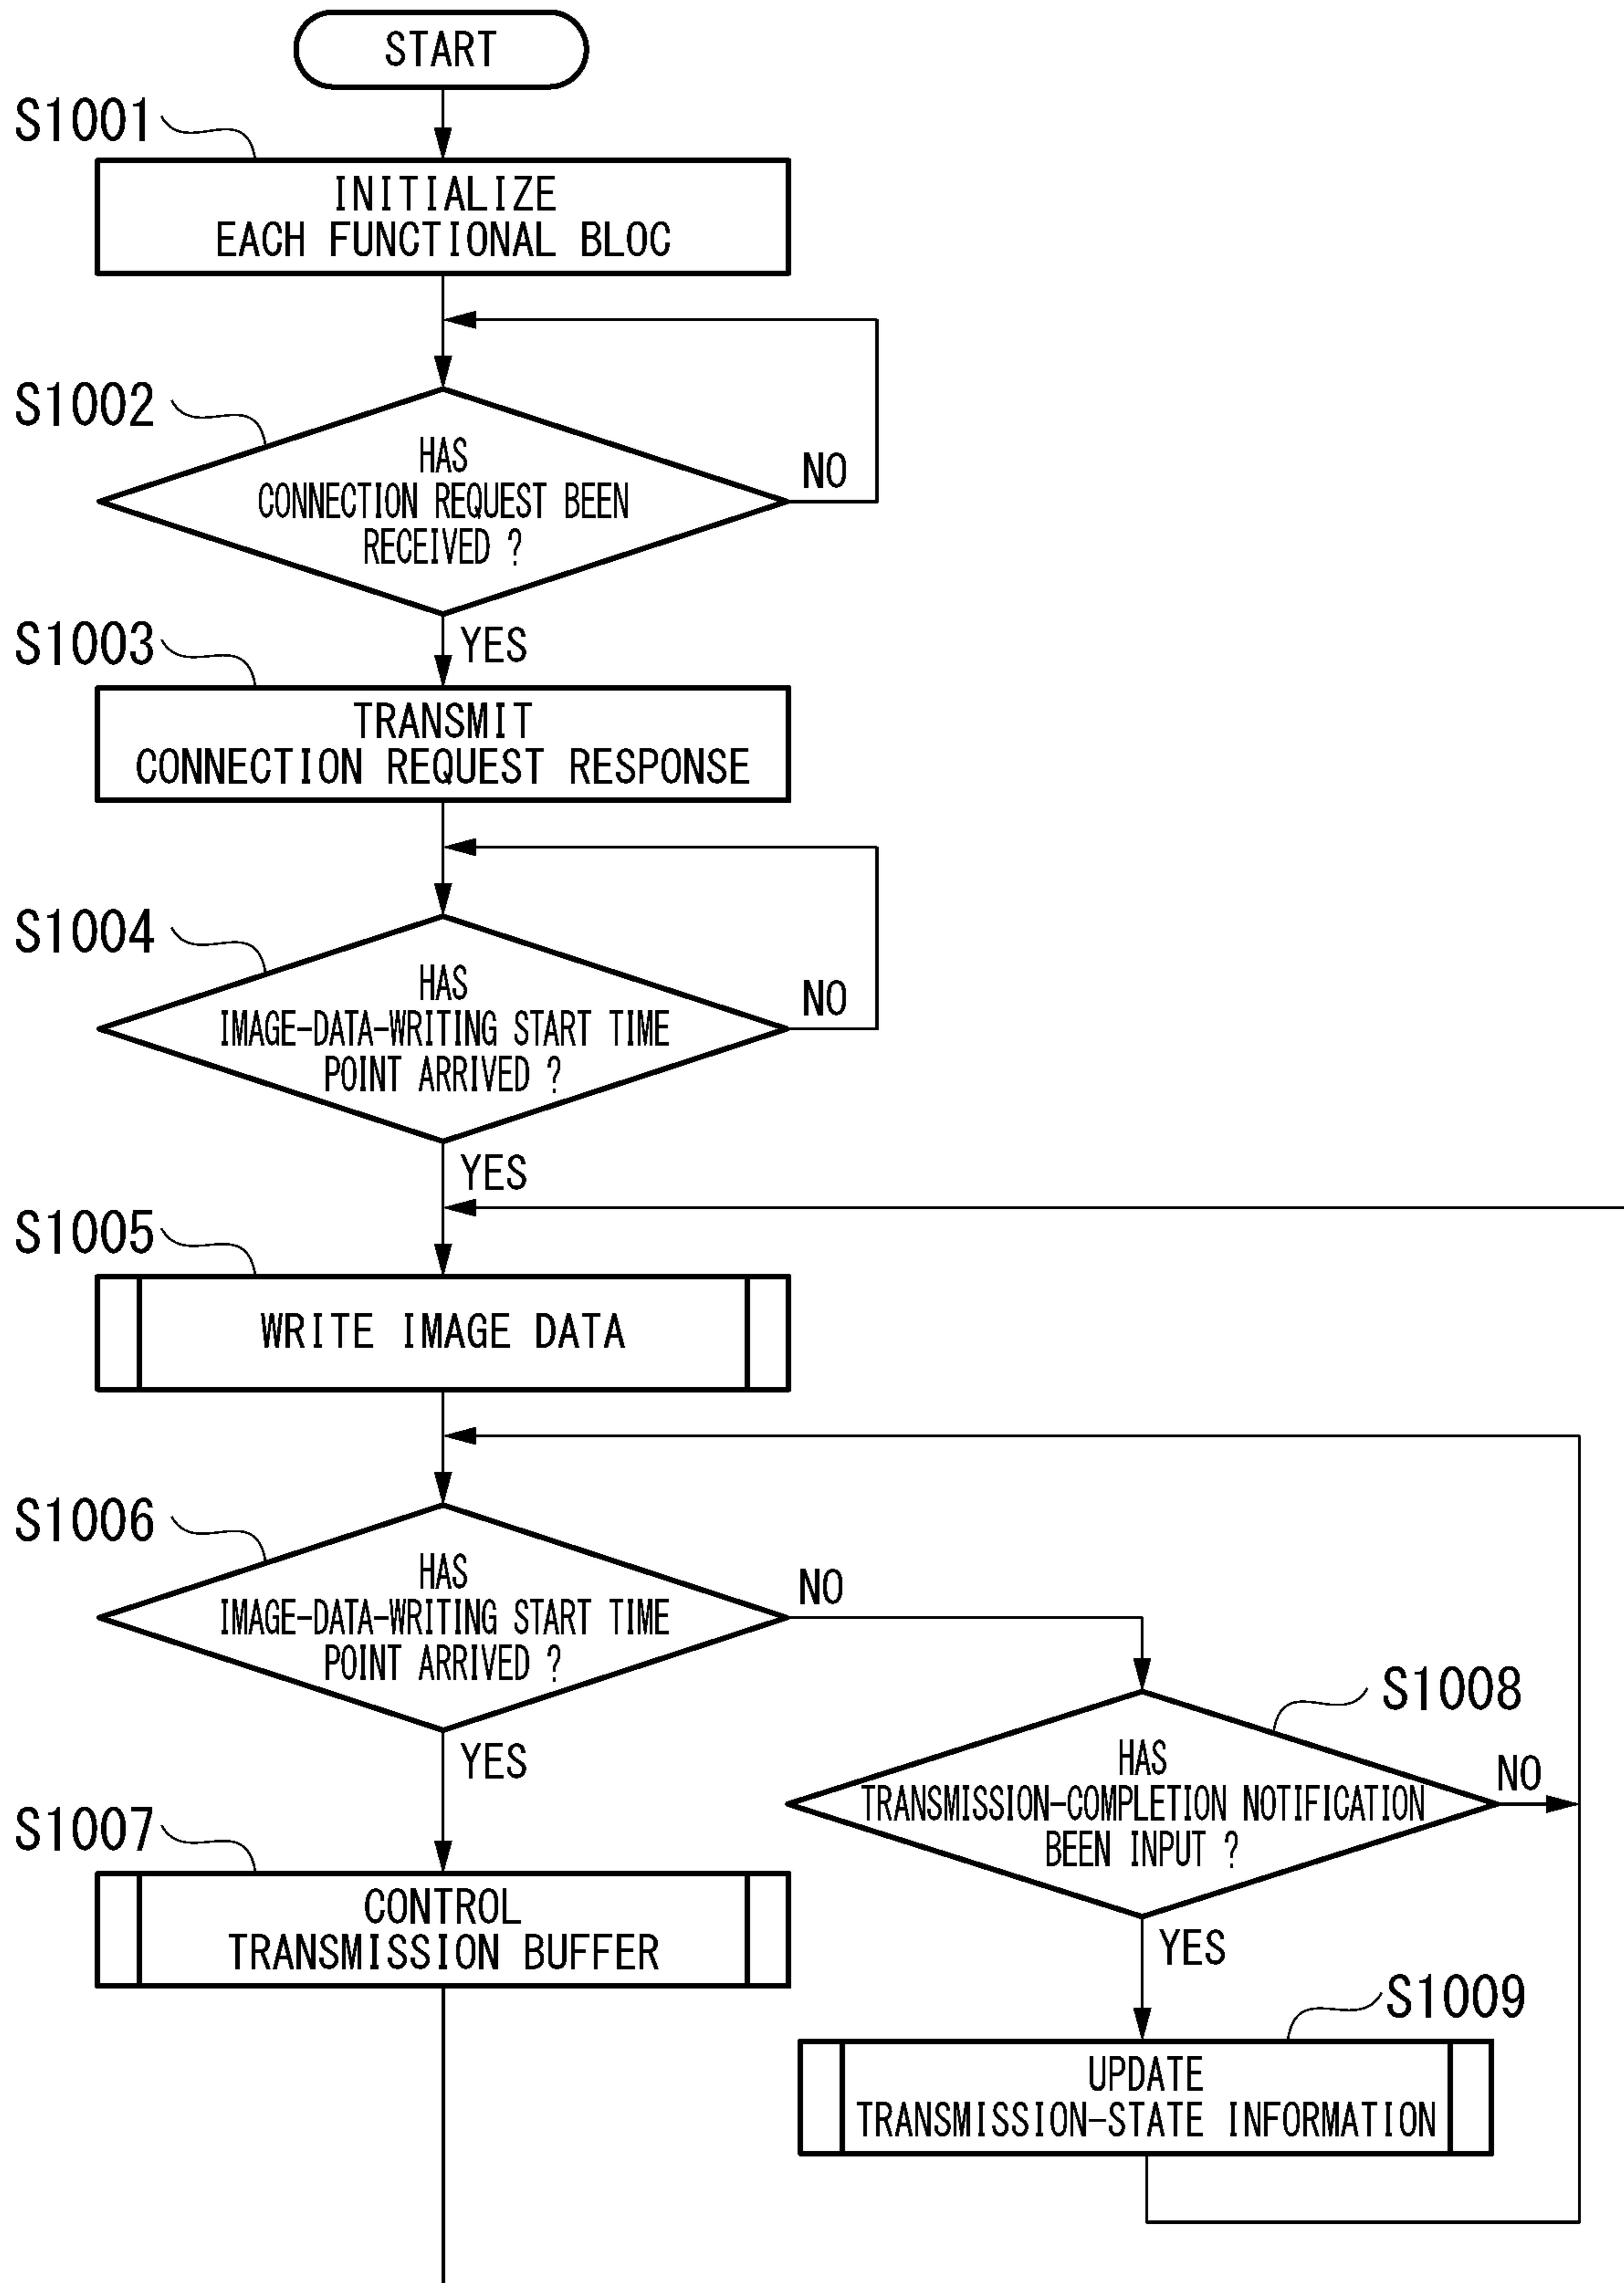 START
S1001
INITIALIZE
EACH FUNCTIONAL BLOC
S1002
HAS
CONNECTION REQUEST BEEN
RECEIVED ?
NO
YES
S1003
TRANSMIT
CONNECTION REQUEST RESPONSE
S1004
HAS
IMAGE-DATA-WRITING START TIME
POINT ARRIVED ?
NO
YES
S1005
WRITE IMAGE DATA
S1006
HAS
IMAGE-DATA-WRITING START TIME
POINT ARRIVED ?
NO
YES
S1007
CONTROL
TRANSMISSION BUFFER
S1008
HAS
TRANSMISSION-COMPLETION NOTIFICATION
BEEN INPUT ?
NO
YES
S1009
UPDATE
TRANSMISSION-STATE INFORMATION